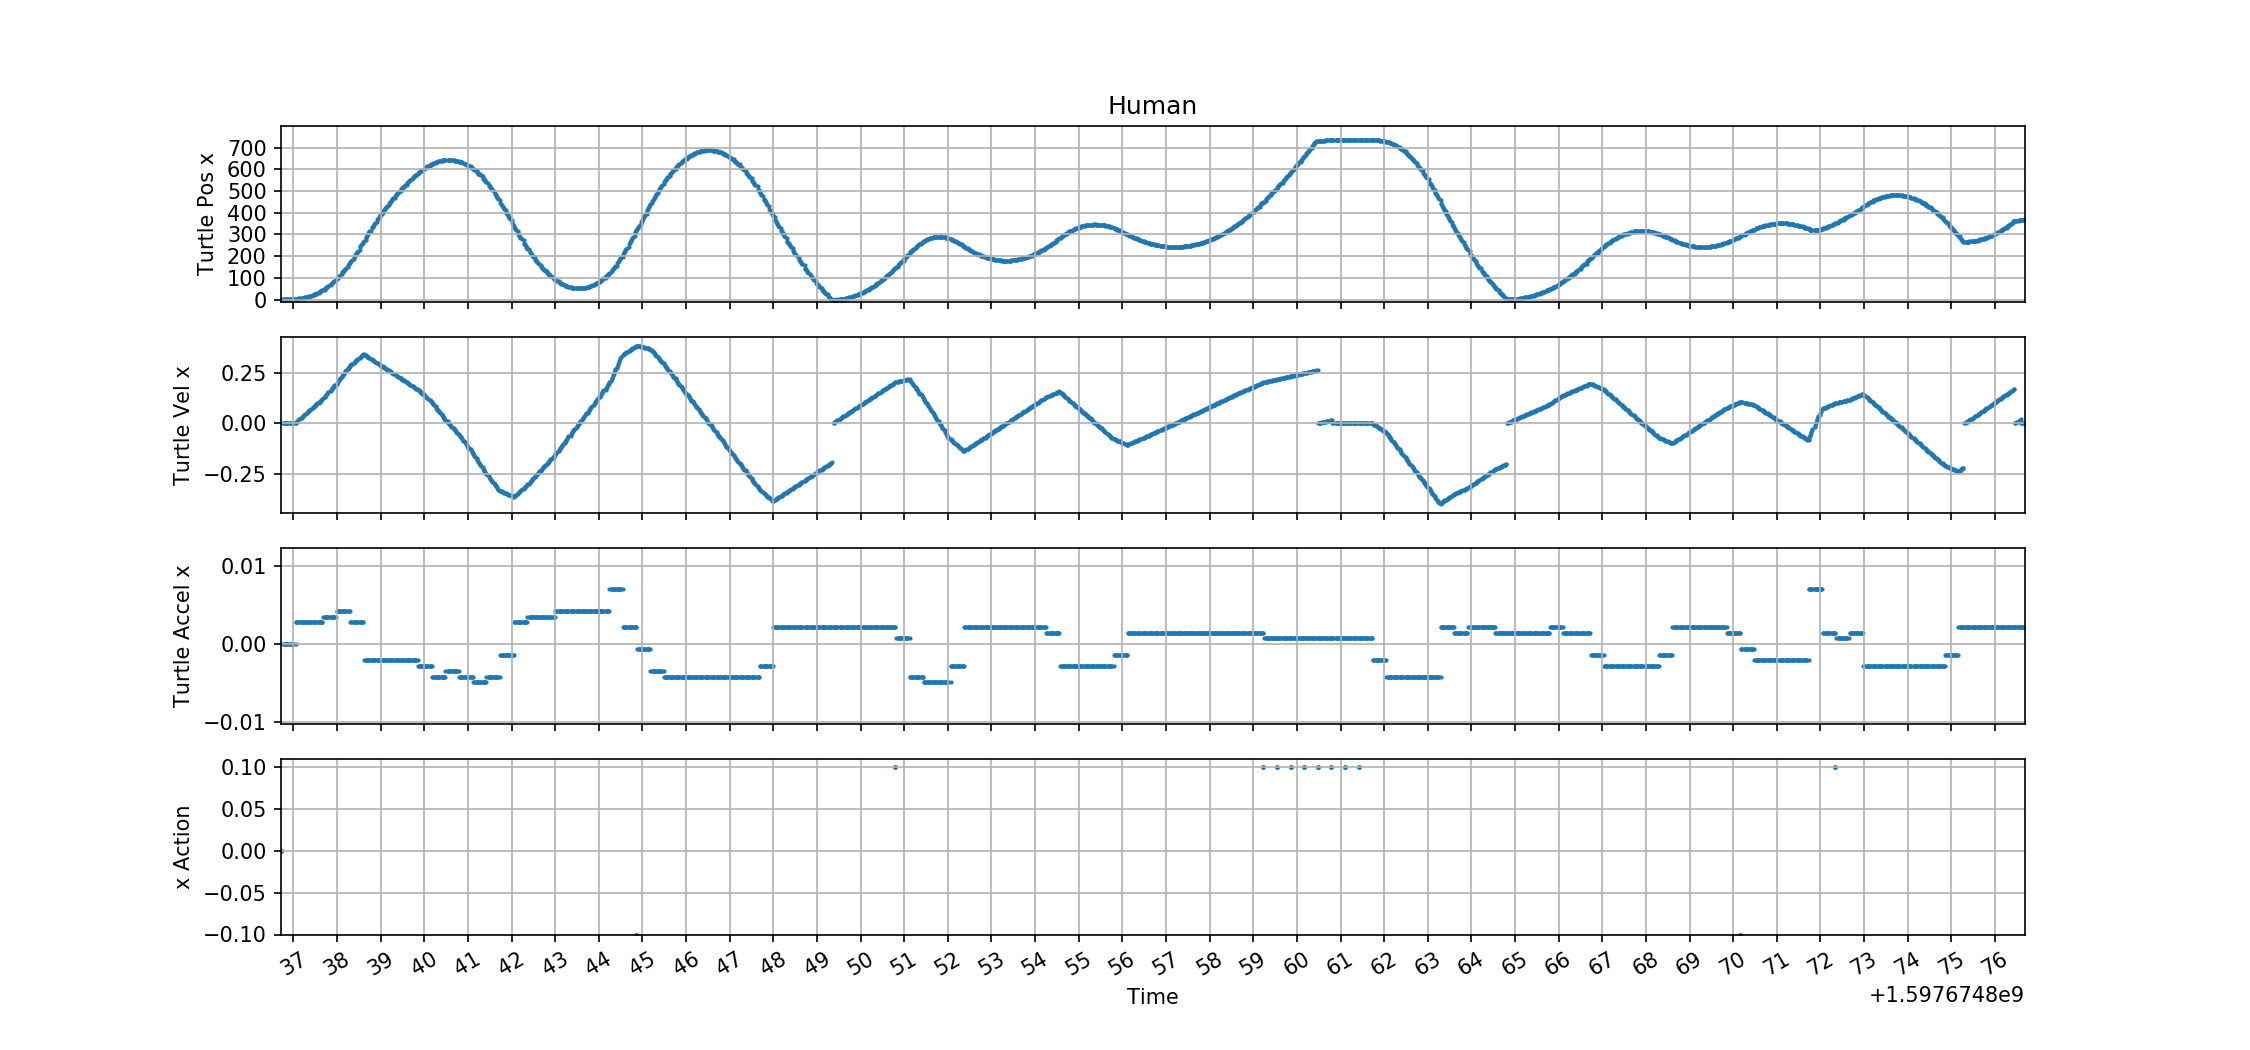 Human
Turtle Pos x
700
600
500
400
300
200
100
0
Turtle Vel x
0.25
0.00
−0.25
Turtle Accel x
0.01
0.00
−0.01
x Action
0.10
0.05
0.00
−0.05
−0.10
37 38 39 40 41 42 43 44 45 46 47 48 49 50 51 52 53 54 55 56 57 58 59 60 61 62 63 64 65 66 67 68 69 70 71 72 73 74 75 76
Time
+1.5976748e9